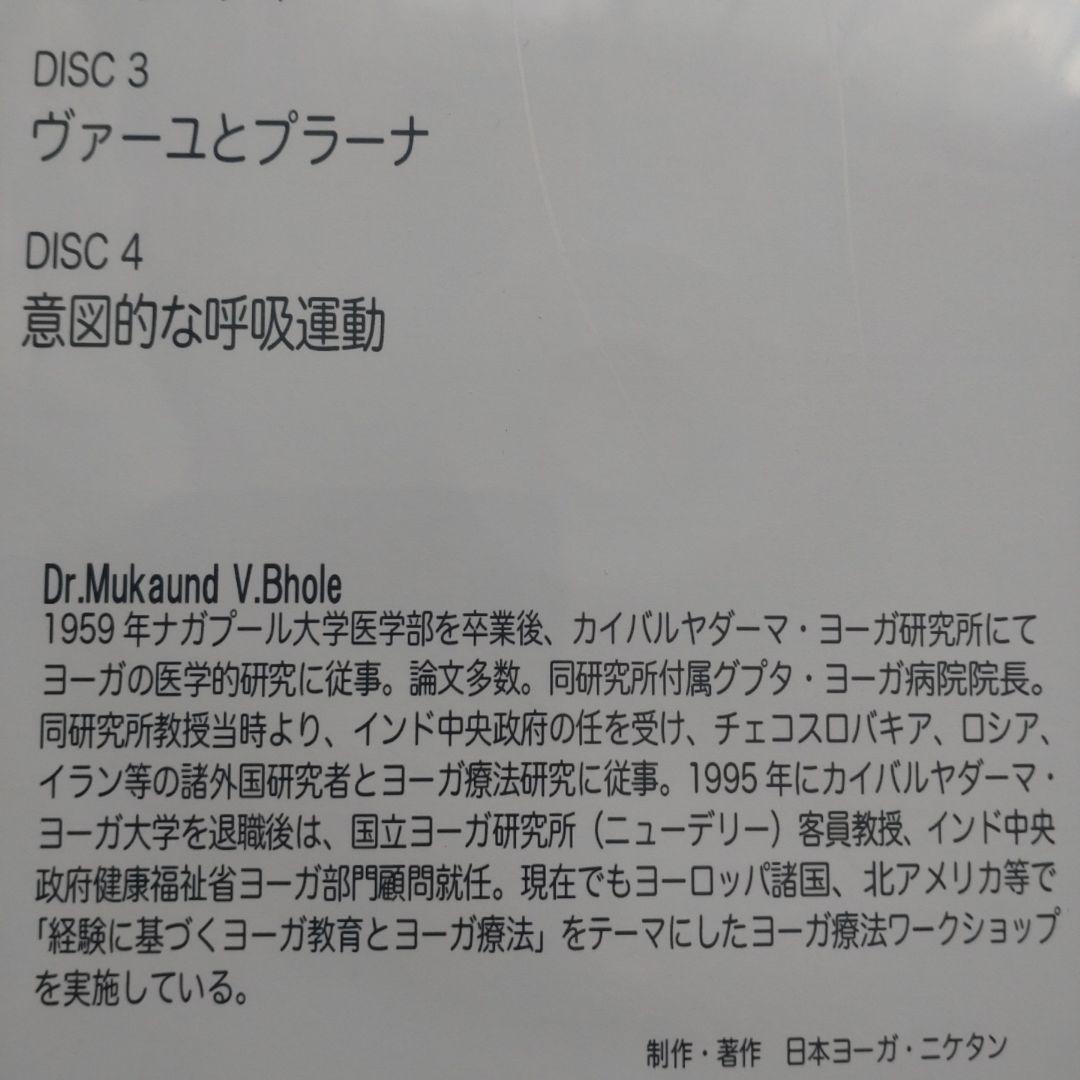 DISC 3
ヴァーユとプラーナ
DISC 4
意図的な呼吸運動
Dr.Mukaund V.Bhole
1959年ナガプール大学医学部を卒業後、カイバルヤダーマ・ヨーガ研究所にて
ヨーガの医学的研究に従事。論文多数。同研究所付属グプタ・ヨーガ病院院長。
同研究所教授当時より、インド中央政府の任を受け、チェコスロバキア、ロシア、
イラン等の諸外国研究者とヨーガ療法研究に従事。1995年にカイバルヤダーマ・
ヨーガ大学を退職後は、国立ヨーガ研究所（ニューデリー）客員教授、インド中央
政府健康福祉省ヨーガ部門顧問就任。現在でもヨーロッパ諸国、北アメリカ等で
「経験に基づくヨーガ教育とヨーガ療法」をテーマにしたヨーガ療法ワークショップ
を実施している。
制作・著作 日本ヨーガ・ニケタン